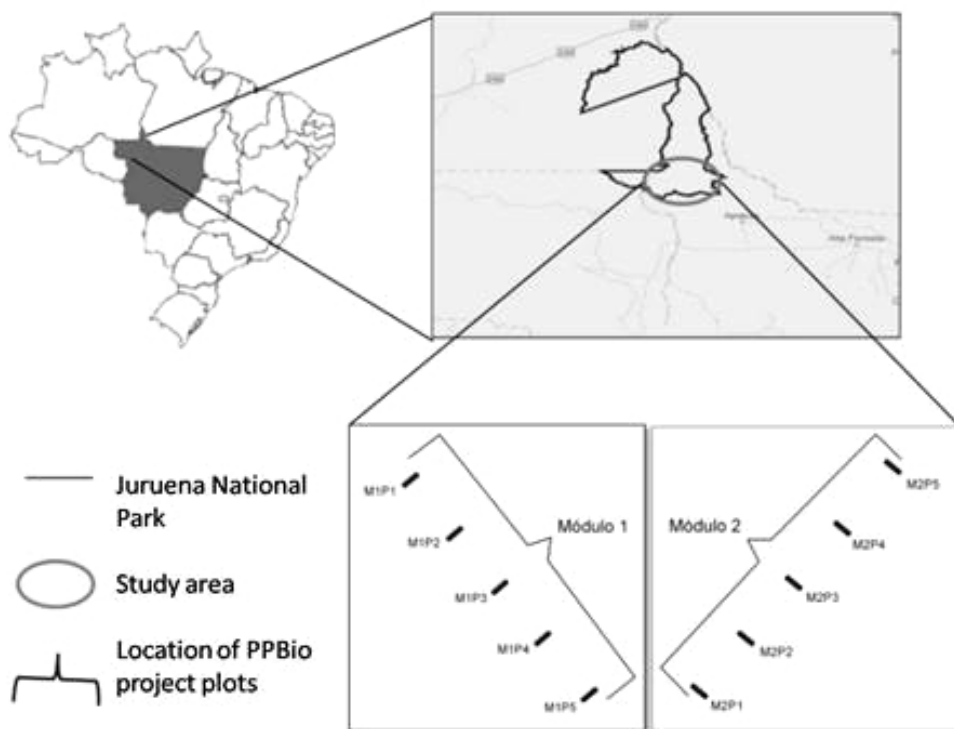 Juruena National
Park
Study area
Location of PPBio
project plots
M1P1
M1P2
M1P3
M1P4
M1P5
Módulo 1
Módulo 2
M2P5
M2P4
M2P3
M2P2
M2P1